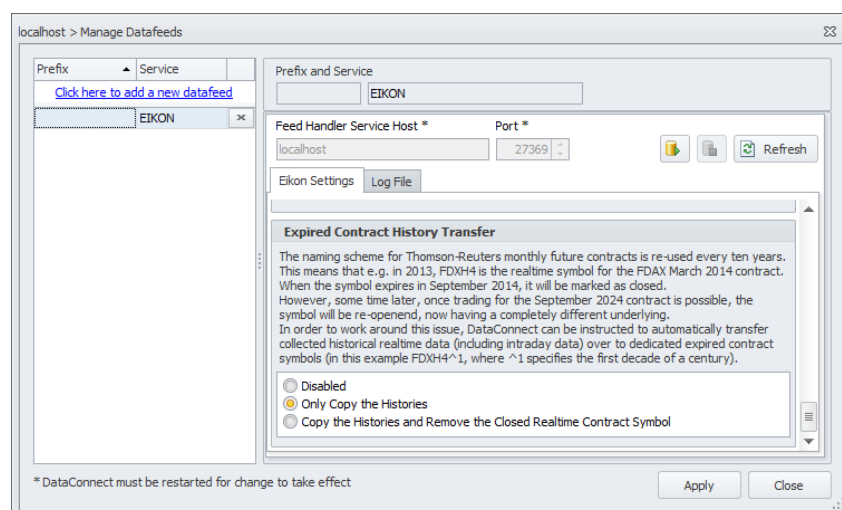 localhost > Manage Datafeeds
Prefix Service
Click here to add a new datafeed
EIKON
Prefix and Service
EIKON
Feed Handler Service Host * Port *
localhost 27369 Refresh
Eikon Settings Log File
Expired Contract History Transfer
The naming scheme for Thomson-Reuters monthly future contracts is re-used every ten years.
This means that e.g. in 2013, FDXH4 is the realtime symbol for the FDAX March 2014 contract.
When the symbol expires in September 2014, it will be marked as closed.
However, some time later, once trading for the September 2024 contract is possible, the
symbol will be re-openend, now having a completely different underlying.
In order to work around this issue, DataConnect can be instructed to automatically transfer
collected historical realtime data (including intraday data) over to dedicated expired contract
symbols (in this example FDXH4^1, where ^1 specifies the first decade of a century).
Disabled
Only Copy the Histories
Copy the Histories and Remove the Closed Realtime Contract Symbol
* DataConnect must be restarted for change to take effect
Apply Close